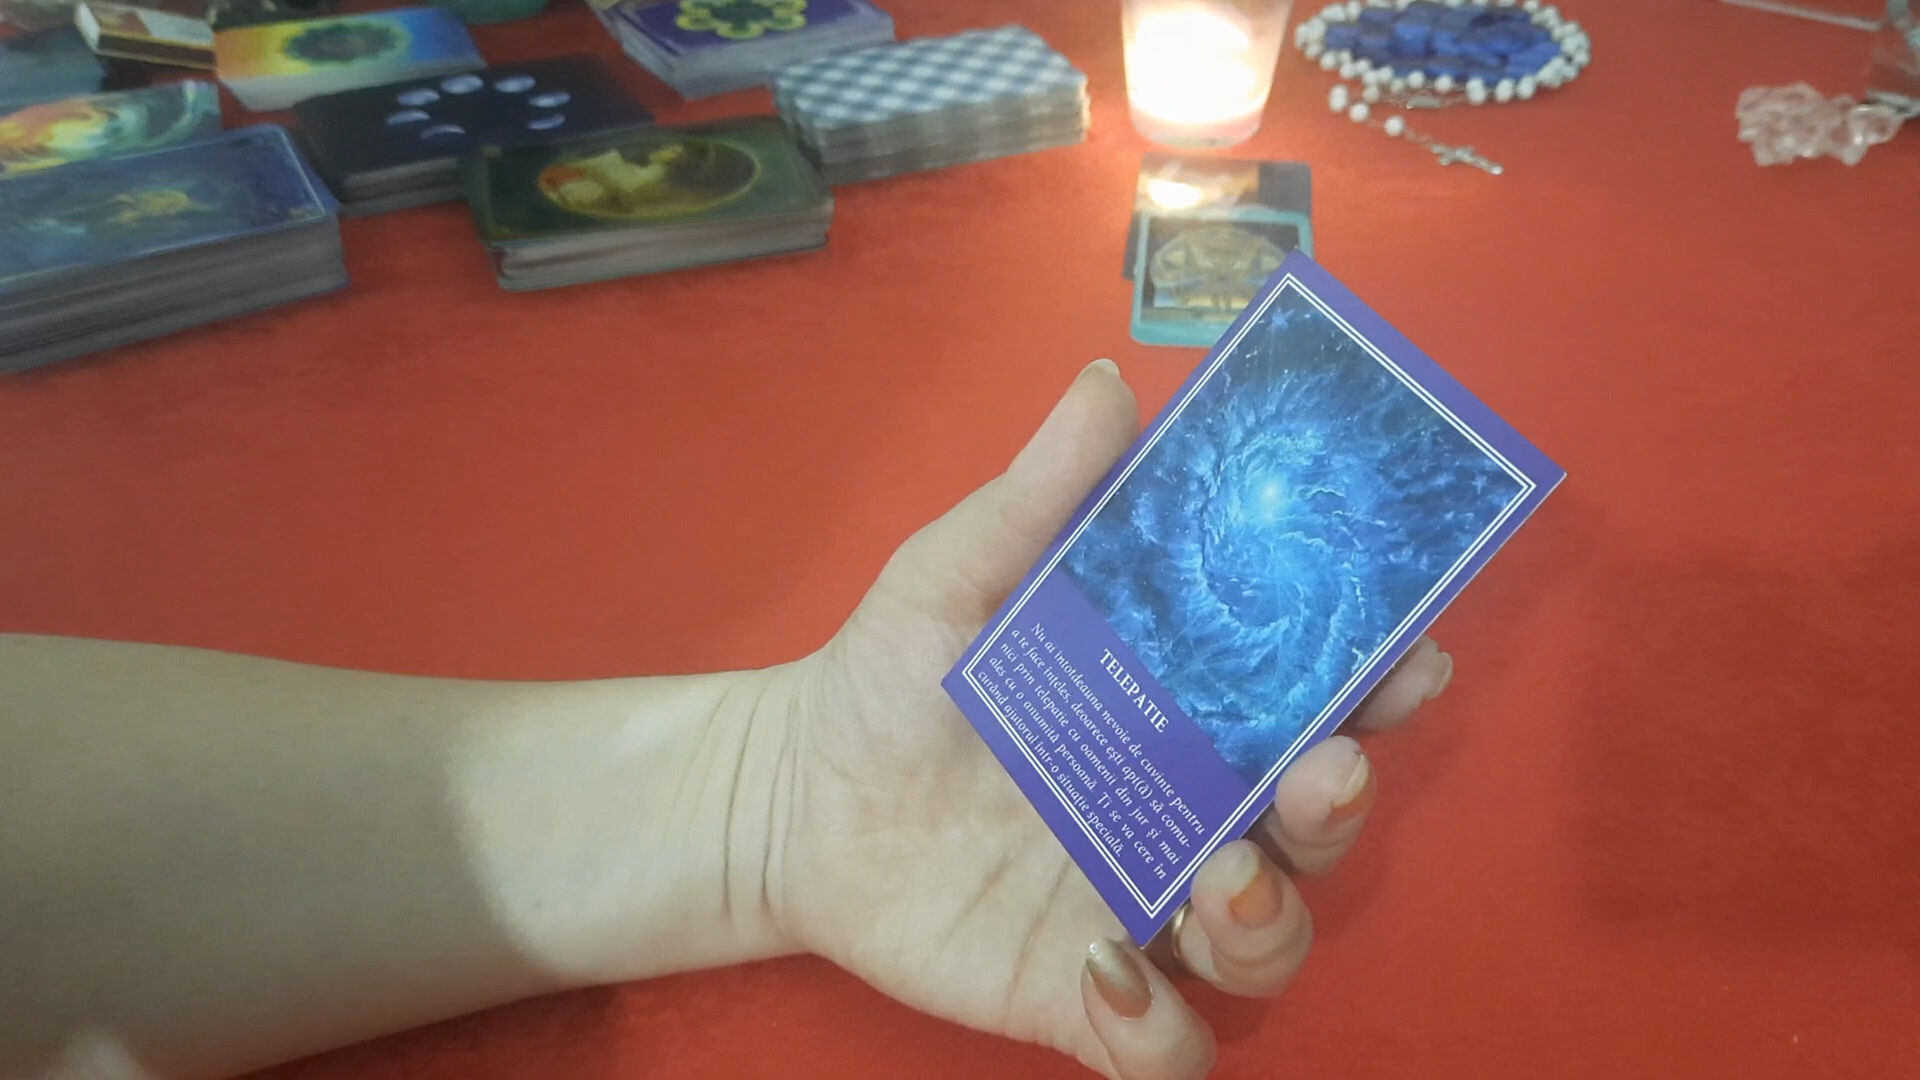 TELEPATIE
Nu ai întotdeauna nevoie de cuvinte pentru
a te face înțeles, deoarece ești apt(ă) să comu-
nici prin telepatie cu oamenii din jur și mai
ales cu o anumită persoană. Ți se va cere în
curând ajutorul într-o situație specială.